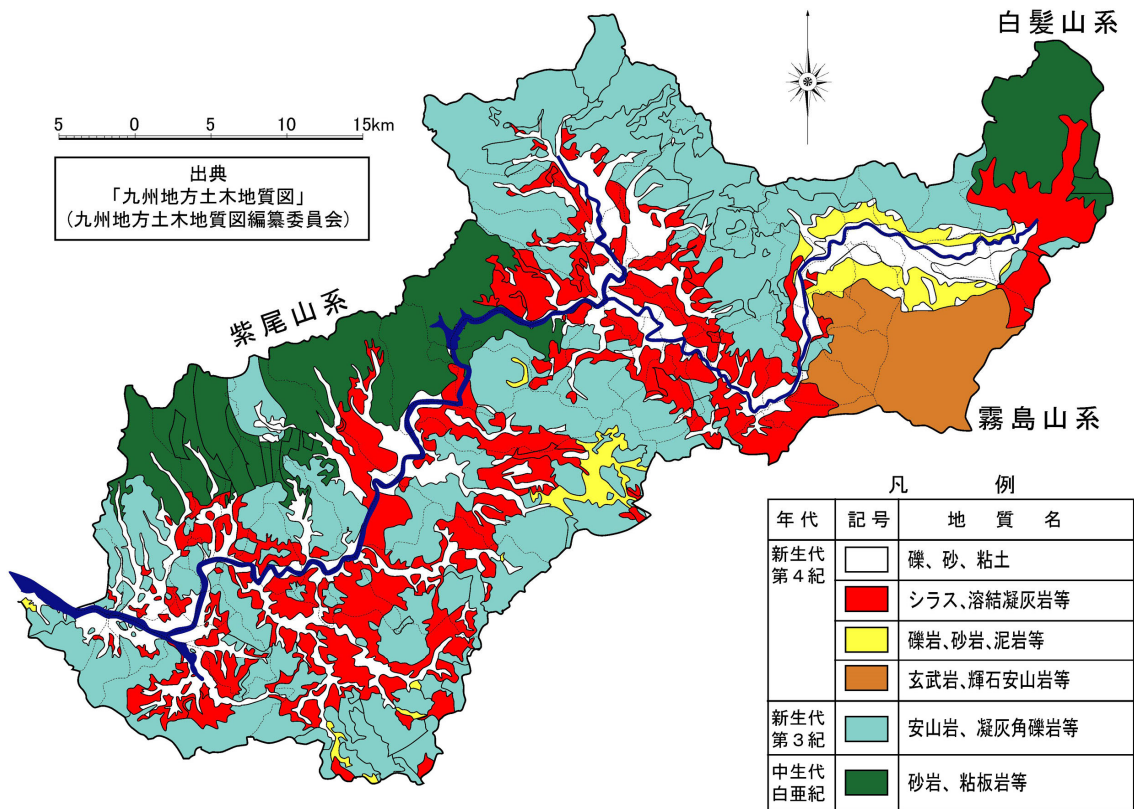 白髪山系
5 0 5 10 15km
出典
「九州地方土木地質図」
（九州地方土木地質図編纂委員会）
紫尾山系
霧島山系
凡 例
年代 記号 地質名
新生代
第4紀
礫、砂、粘土
シラス、溶結凝灰岩等
礫岩、砂岩、泥岩等
玄武岩、輝石安山岩等
新生代
第3紀
安山岩、凝灰角礫岩等
中生代
白亜紀
砂岩、粘板岩等